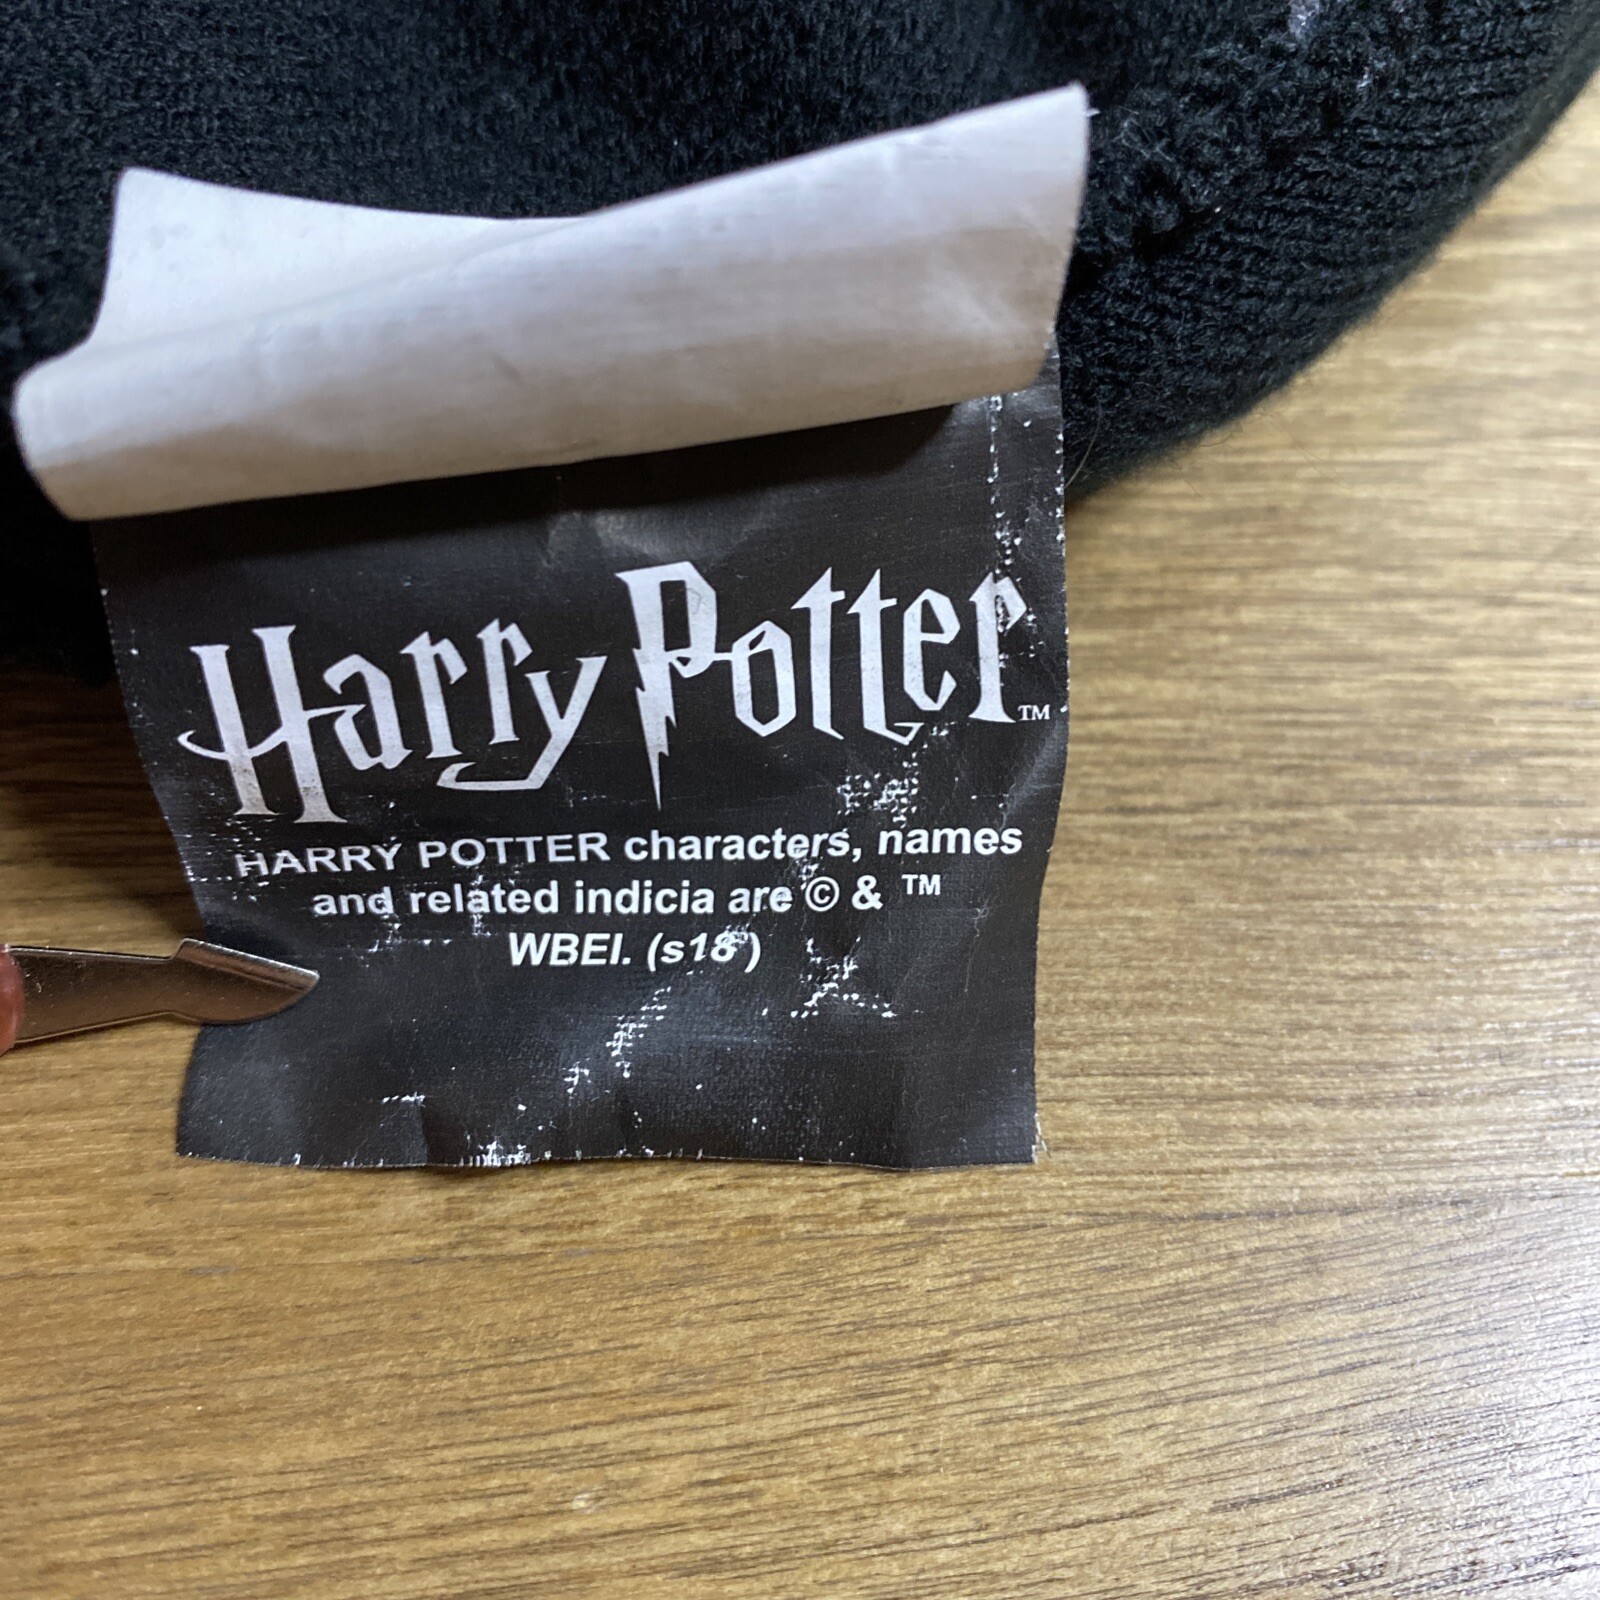 Harry Potter™
HARRY POTTER characters, names
and related indicia are © & ™
WBEI. (s18)